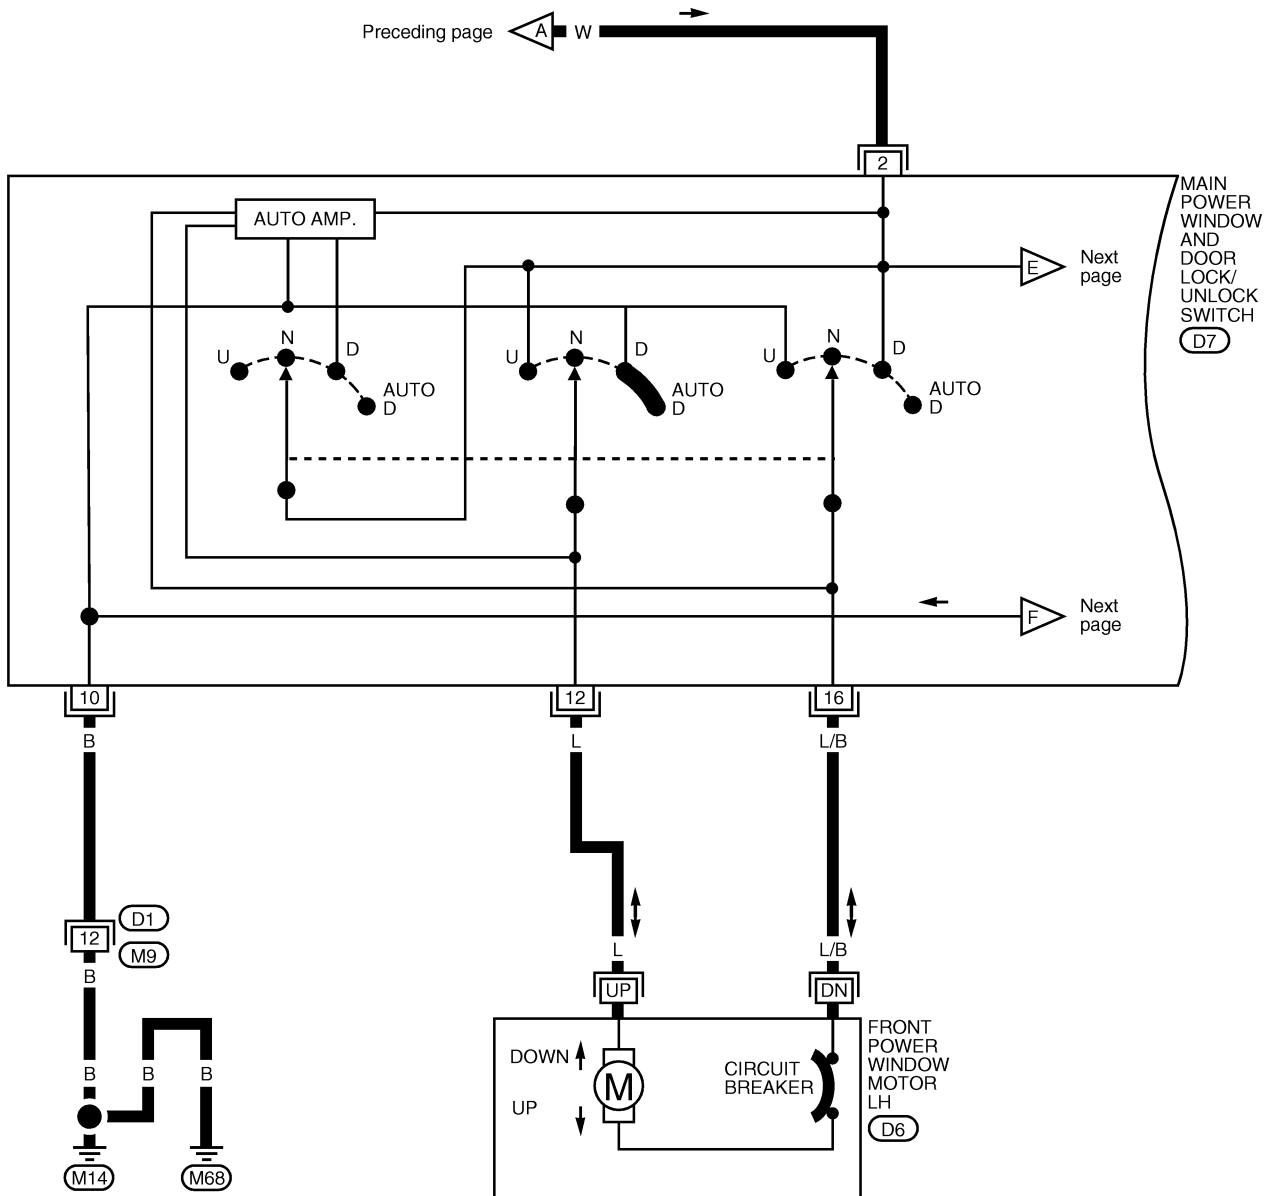 Preceding page
A
W
2
MAIN
POWER
WINDOW
AND
DOOR
LOCK/
UNLOCK
SWITCH
D7
AUTO AMP.
E
Next
page
U
N
D
AUTO
D
U
N
D
AUTO
D
U
N
D
AUTO
D
F
Next
page
10
12
16
B
L
L/B
12
D1
M9
B
L
L/B
UP
DN
B
B
B
M14
M68
DOWN
UP
M
CIRCUIT
BREAKER
FRONT
POWER
WINDOW
MOTOR
LH
D6